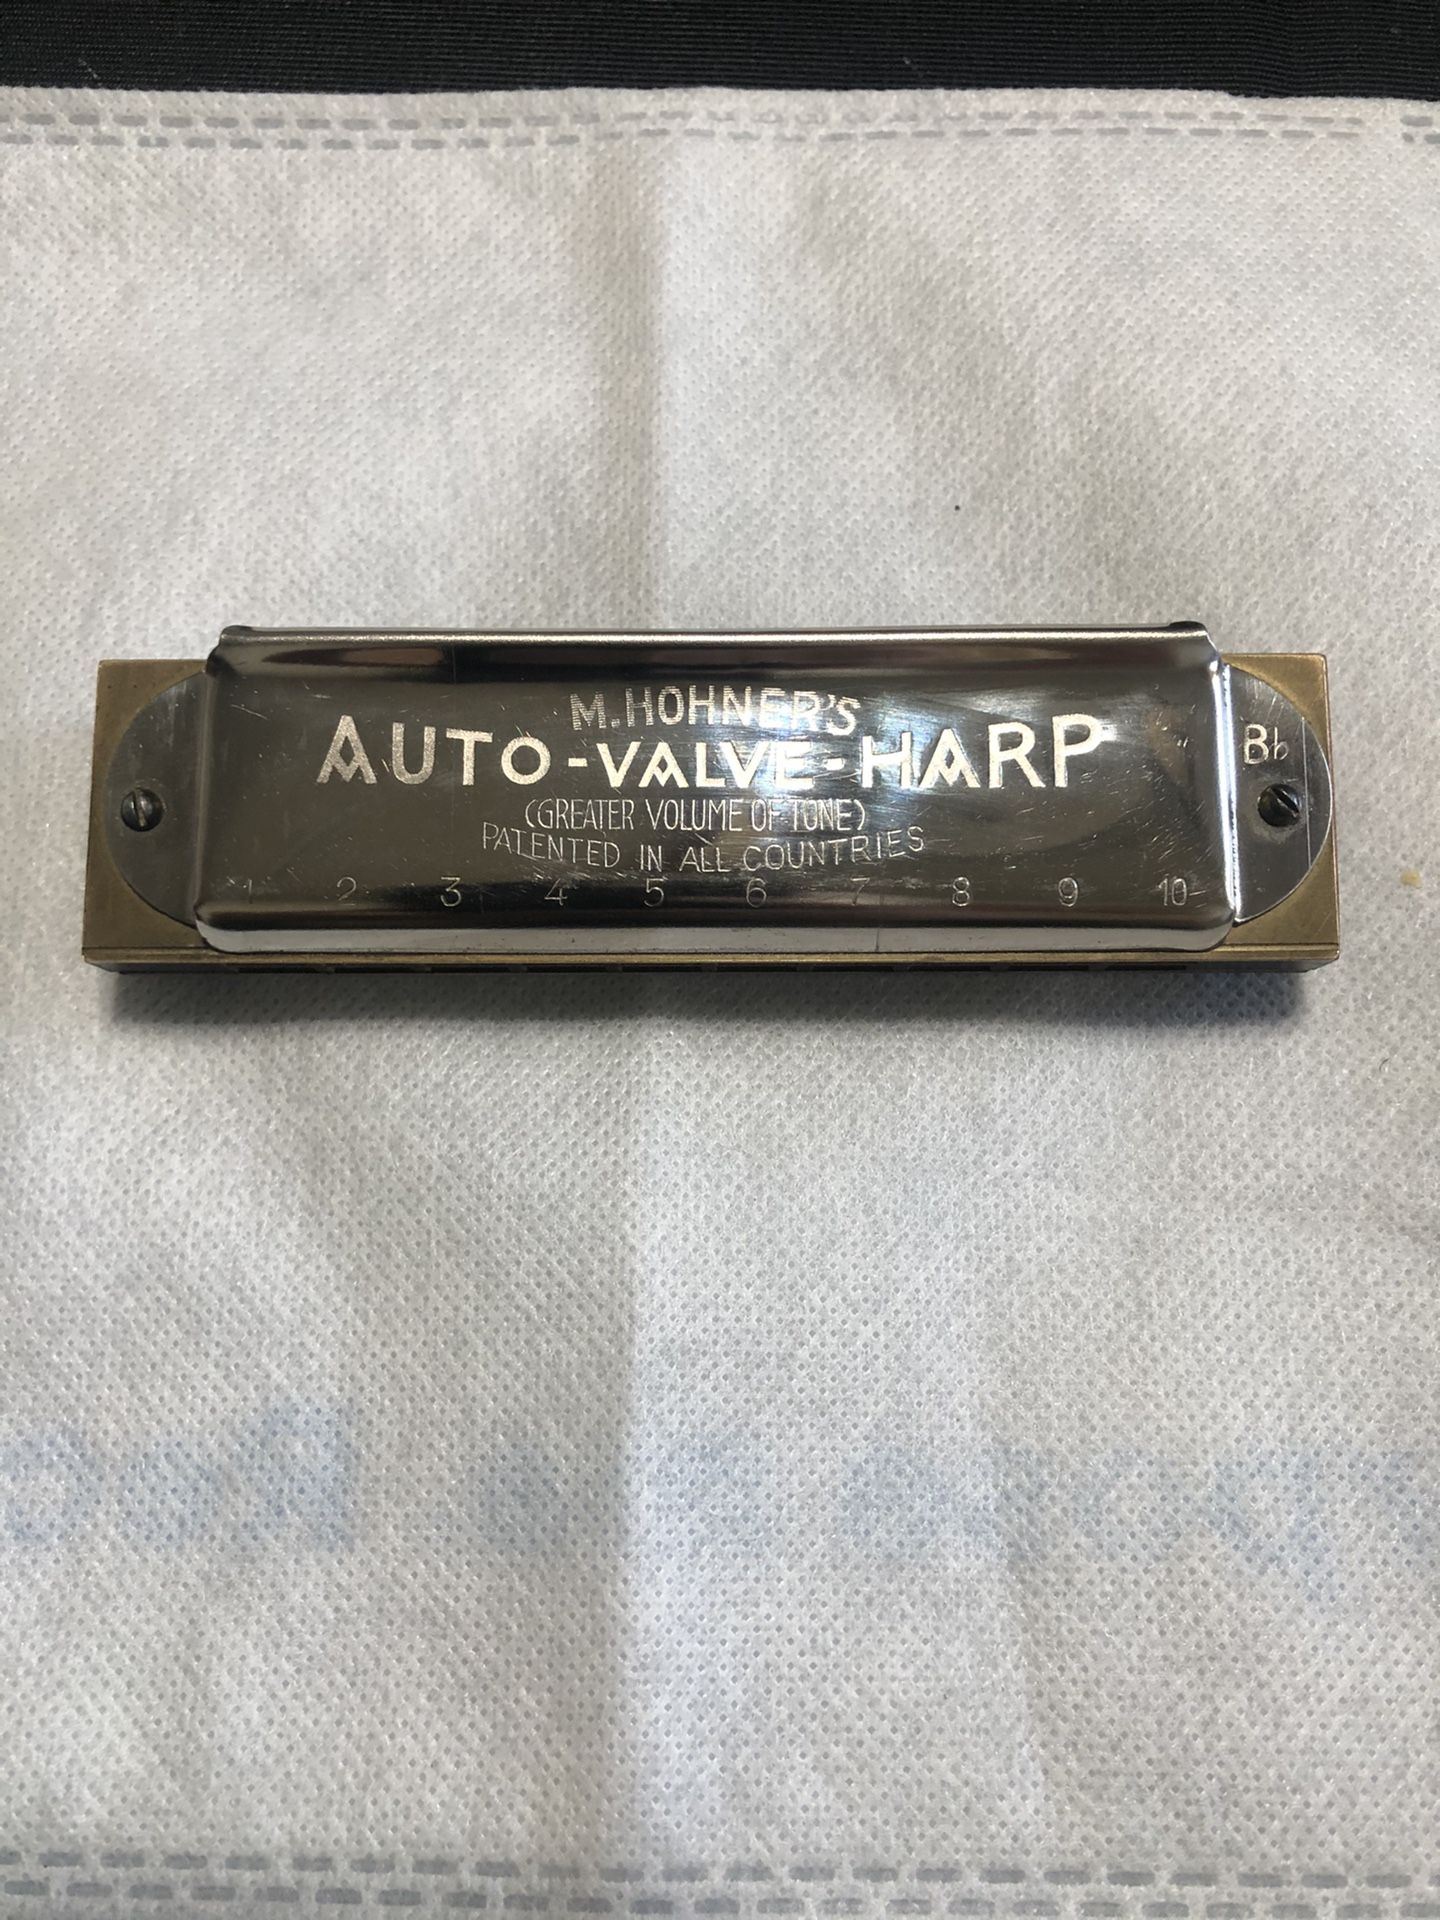 M. HOHNER'S
AUTO-VALVE-HARP
(GREATER VOLUME OF TONE)
PATENTED IN ALL COUNTRIES
1 2 3 4 5 6 7 8 9 10
B♭